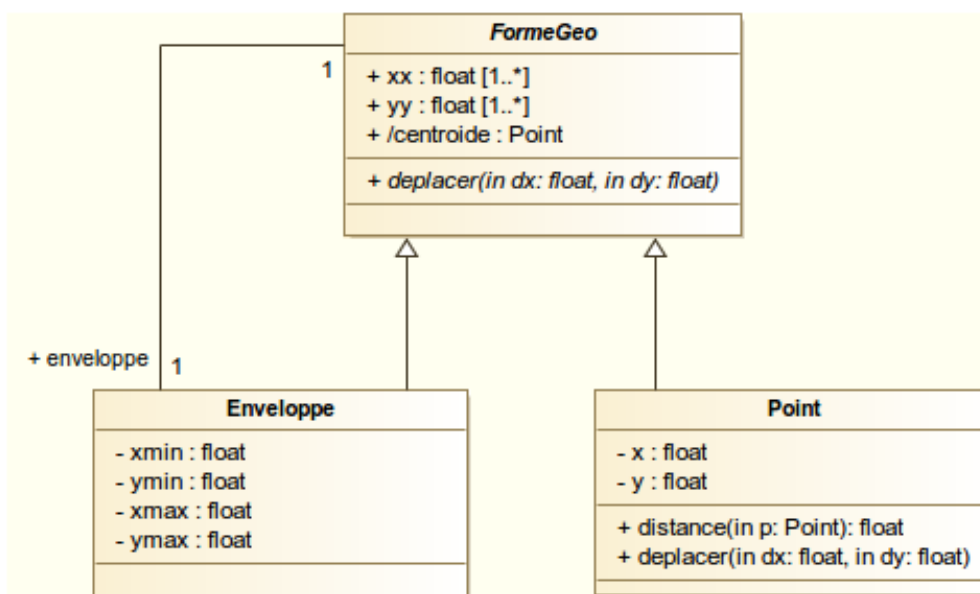 FormeGeo
1
+ xx : float [1..*]
+ yy : float [1..*]
+ /centroide : Point
+ deplacer(in dx: float, in dy: float)
+ enveloppe
1
Enveloppe
- xmin : float
- ymin : float
- xmax : float
- ymax : float
Point
- x : float
- y : float
+ distance(in p: Point): float
+ deplacer(in dx: float, in dy: float)